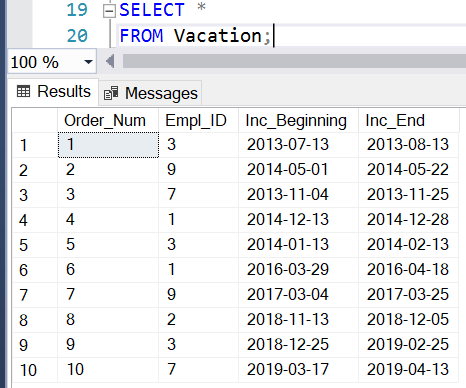 19 SELECT *
20 FROM Vacation;
100 %
Results Messages
Order_Num Empl_ID Inc_Beginning Inc_End
1 1 3 2013-07-13 2013-08-13
2 2 9 2014-05-01 2014-05-22
3 3 7 2013-11-04 2013-11-25
4 4 1 2014-12-13 2014-12-28
5 5 3 2014-01-13 2014-02-13
6 6 1 2016-03-29 2016-04-18
7 7 9 2017-03-04 2017-03-25
8 8 2 2018-11-13 2018-12-05
9 9 3 2018-12-25 2019-02-25
10 10 7 2019-03-17 2019-04-13